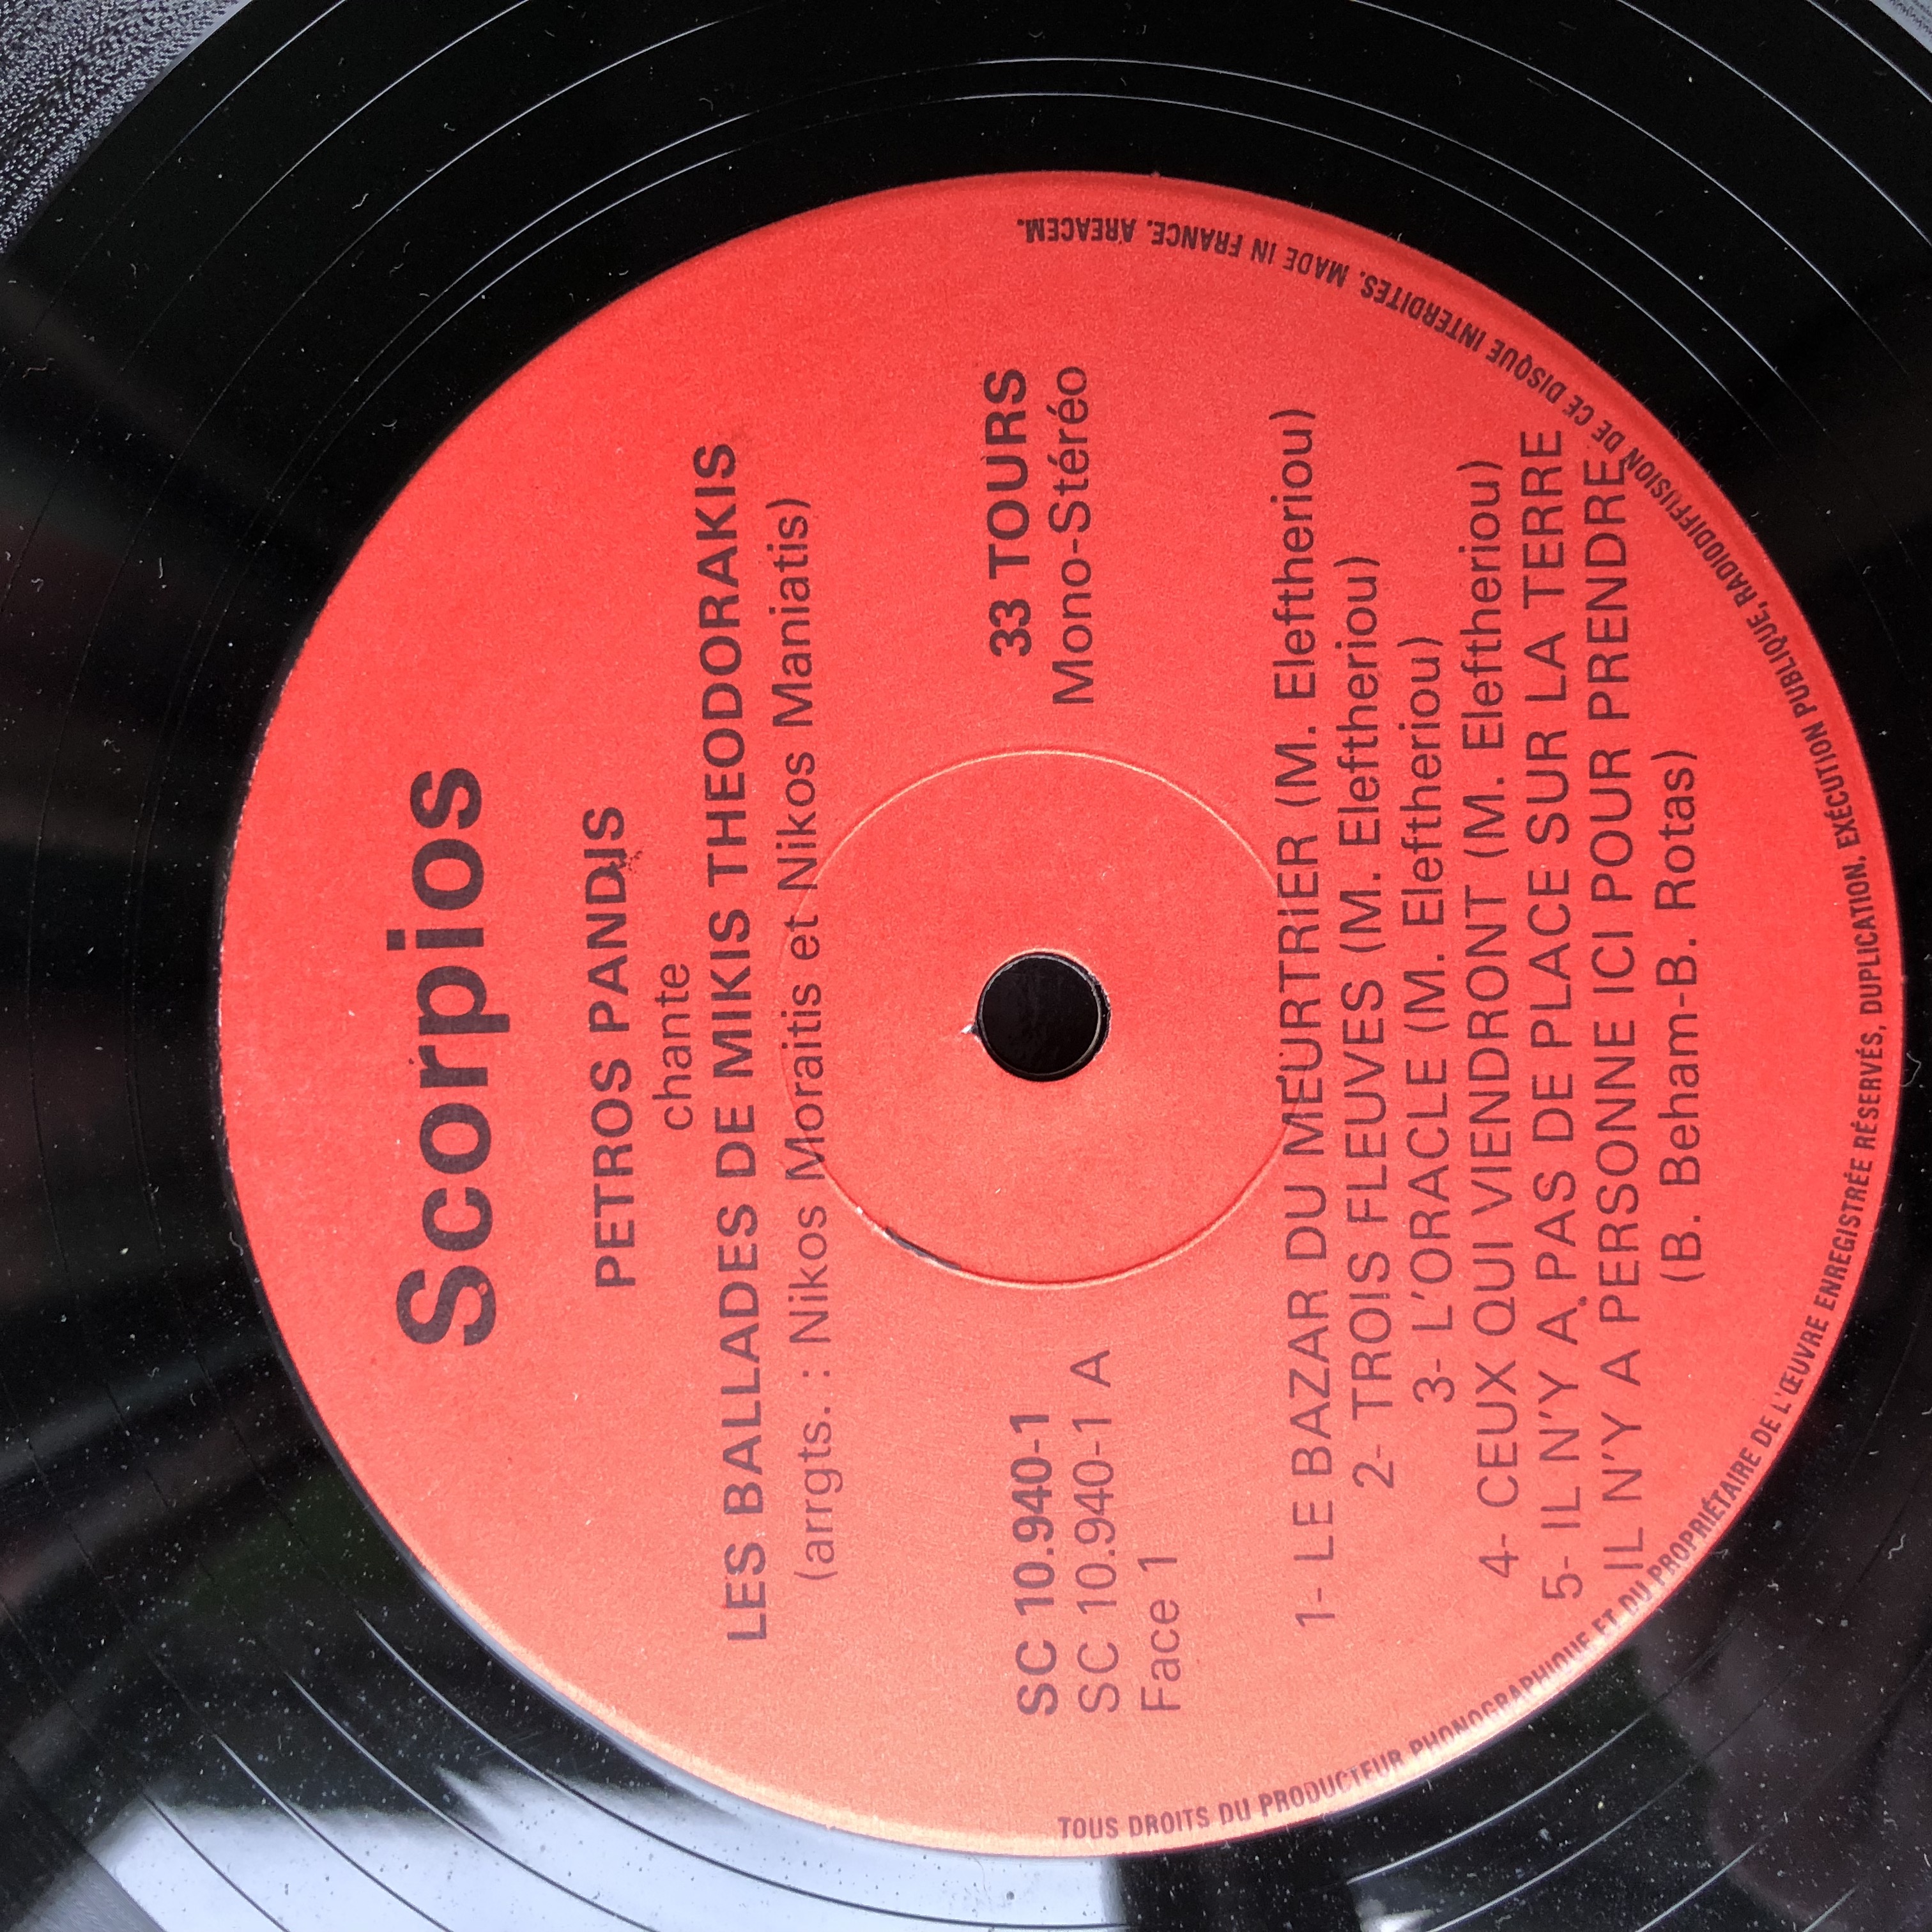 Scorpios
PETROS PANDIS
chante
LES BALLADES DE MIKIS THEODORAKIS
(arrgts. : Nikos Moraitis et Nikos Maniatis)
SC 10.940-1
SC 10.940-1 A
Face 1
33 TOURS
Mono-Stéréo
1- LE BAZAR DU MEURTRIER (M. Eleftheriou)
2- TROIS FLEUVES (M. Eleftheriou)
3- L'ORACLE (M. Eleftheriou)
4- CEUX QUI VIENDRONT (M. Eleftheriou)
5- IL N'Y A PAS DE PLACE SUR LA TERRE
IL N'Y A PERSONNE ICI POUR PRENDRE
(B. Beham-B. Rotas)
TOUS DROITS DU PRODUCTEUR PHONOGRAPHIQUE ET DU PROPRIÉTAIRE DE L'ŒUVRE ENREGISTRÉE RÉSERVÉS, DUPLICATION, EXÉCUTION PUBLIQUE, RADIODIFFUSION DE CE DISQUE INTERDITES. MADE IN FRANCE. AREACEM.